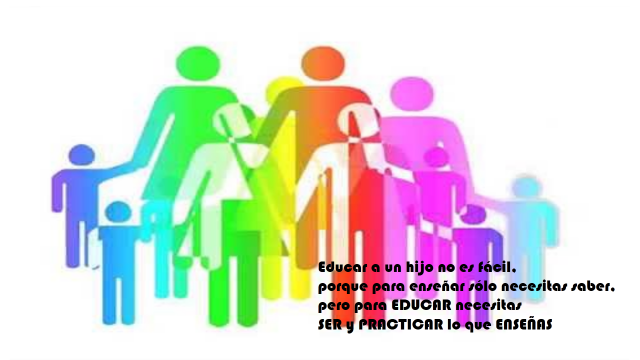 Educar a un hijo no es fácil,
porque para enseñar sólo necesitas saber,
pero para EDUCAR necesitas
SER y PRACTICAR lo que ENSEÑAS